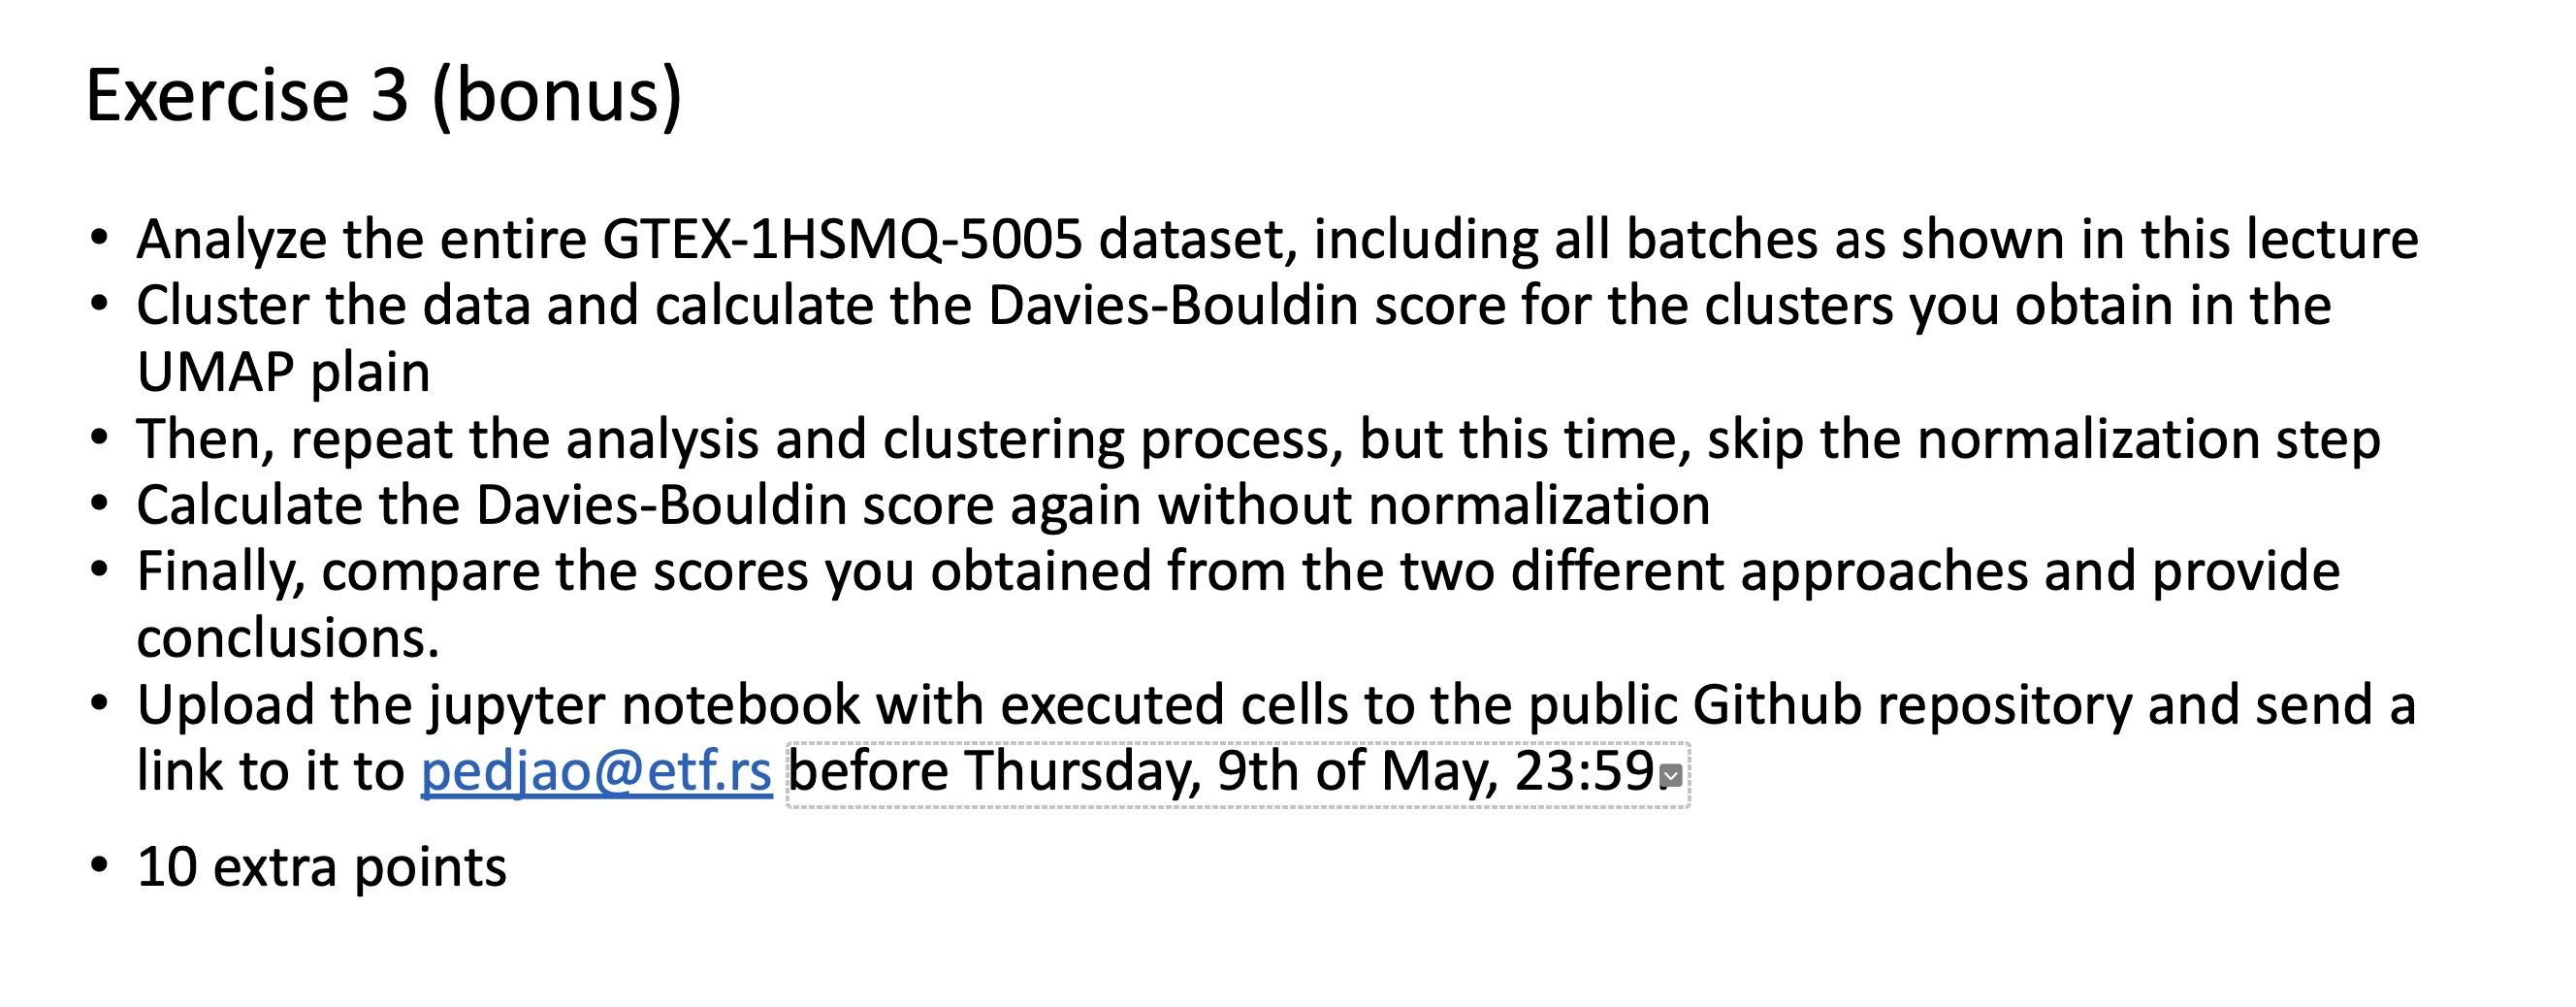 Exercise 3 (bonus)
• Analyze the entire GTEX-1HSMQ-5005 dataset, including all batches as shown in this lecture
• Cluster the data and calculate the Davies-Bouldin score for the clusters you obtain in the
UMAP plain
• Then, repeat the analysis and clustering process, but this time, skip the normalization step
• Calculate the Davies-Bouldin score again without normalization
• Finally, compare the scores you obtained from the two different approaches and provide
conclusions.
• Upload the jupyter notebook with executed cells to the public Github repository and send a
link to it to pedjao@etf.rs before Thursday, 9th of May, 23:59.
• 10 extra points